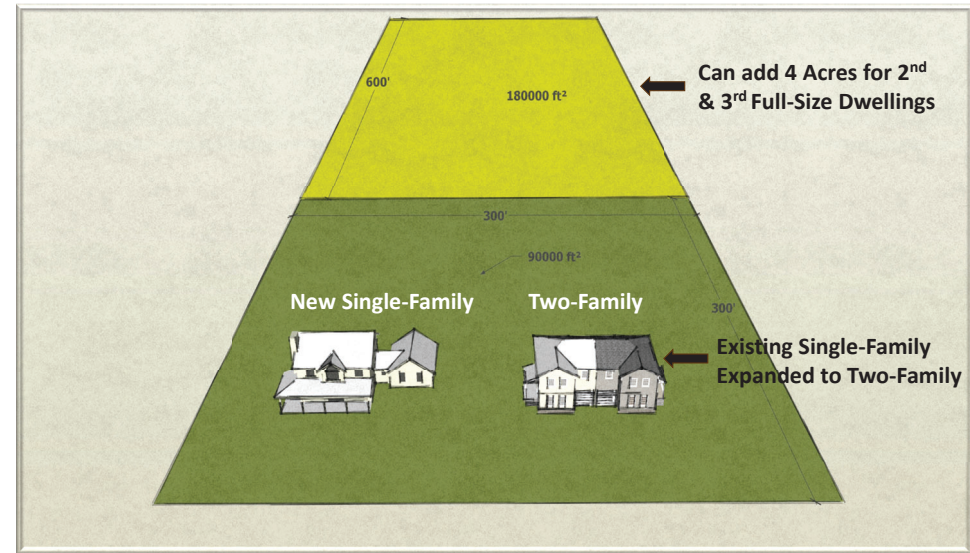 600'
180000 ft²
Can add 4 Acres for 2nd
& 3rd Full-Size Dwellings
300'
90000 ft²
New Single-Family
Two-Family
300'
Existing Single-Family
Expanded to Two-Family